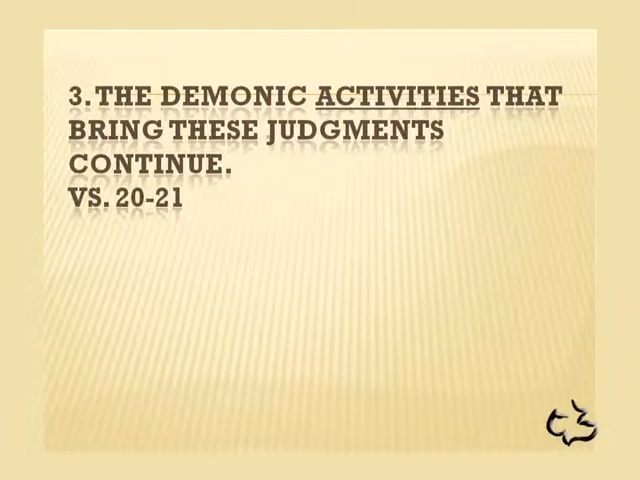 3. THE DEMONIC ACTIVITIES THAT
BRING THESE JUDGMENTS
CONTINUE.
VS. 20-21